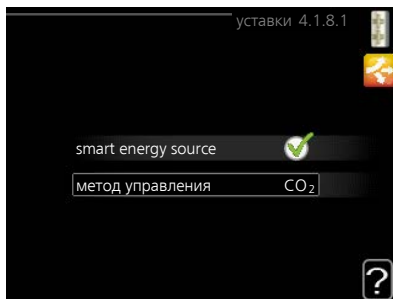 уставки 4.1.8.1
smart energy source
метод управления CO₂
?